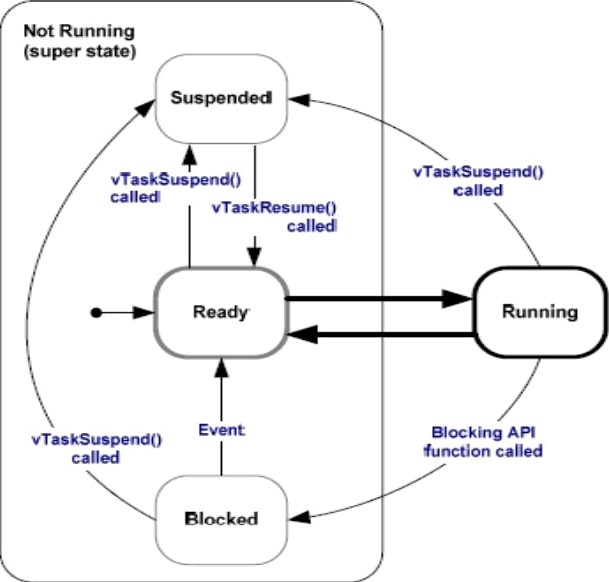 Not Running
(super state)
Suspended
vTaskSuspend()
called
vTaskResume()
called
vTaskSuspend()
called
Ready
Running
Event
vTaskSuspend()
called
Blocking API
function called
Blocked